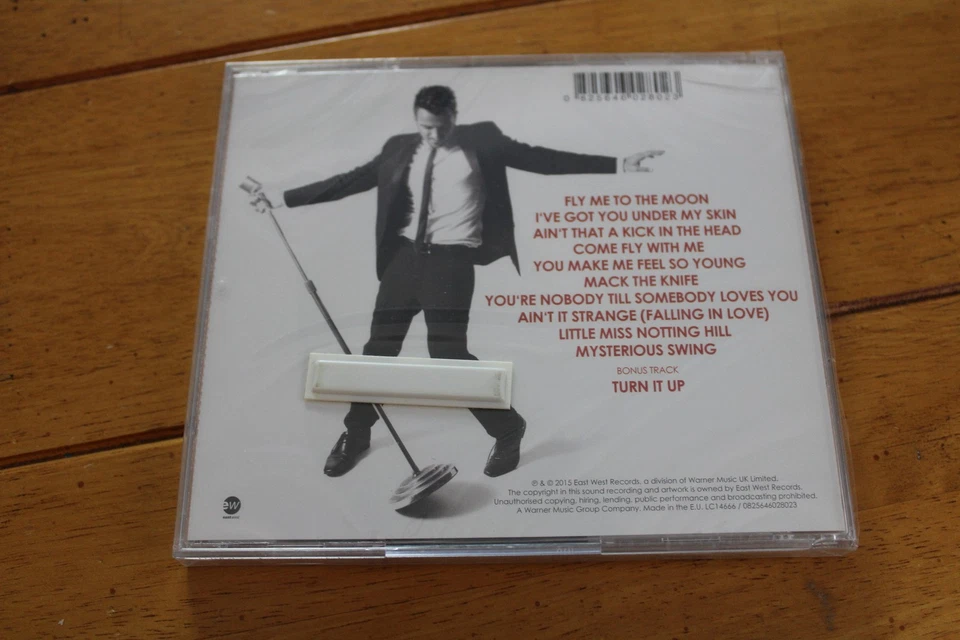 0 825646 028023
FLY ME TO THE MOON
I'VE GOT YOU UNDER MY SKIN
AIN'T THAT A KICK IN THE HEAD
COME FLY WITH ME
YOU MAKE ME FEEL SO YOUNG
MACK THE KNIFE
YOU'RE NOBODY TILL SOMEBODY LOVES YOU
AIN'T IT STRANGE (FALLING IN LOVE)
LITTLE MISS NOTTING HILL
MYSTERIOUS SWING
BONUS TRACK
TURN IT UP
℗ & © 2015 East West Records, a division of Warner Music UK Limited.
The copyright in this sound recording and artwork is owned by East West Records.
Unauthorised copying, hiring, lending, public performance and broadcasting prohibited.
A Warner Music Group Company. Made in the E.U. LC14666 / 0825646028023
ew